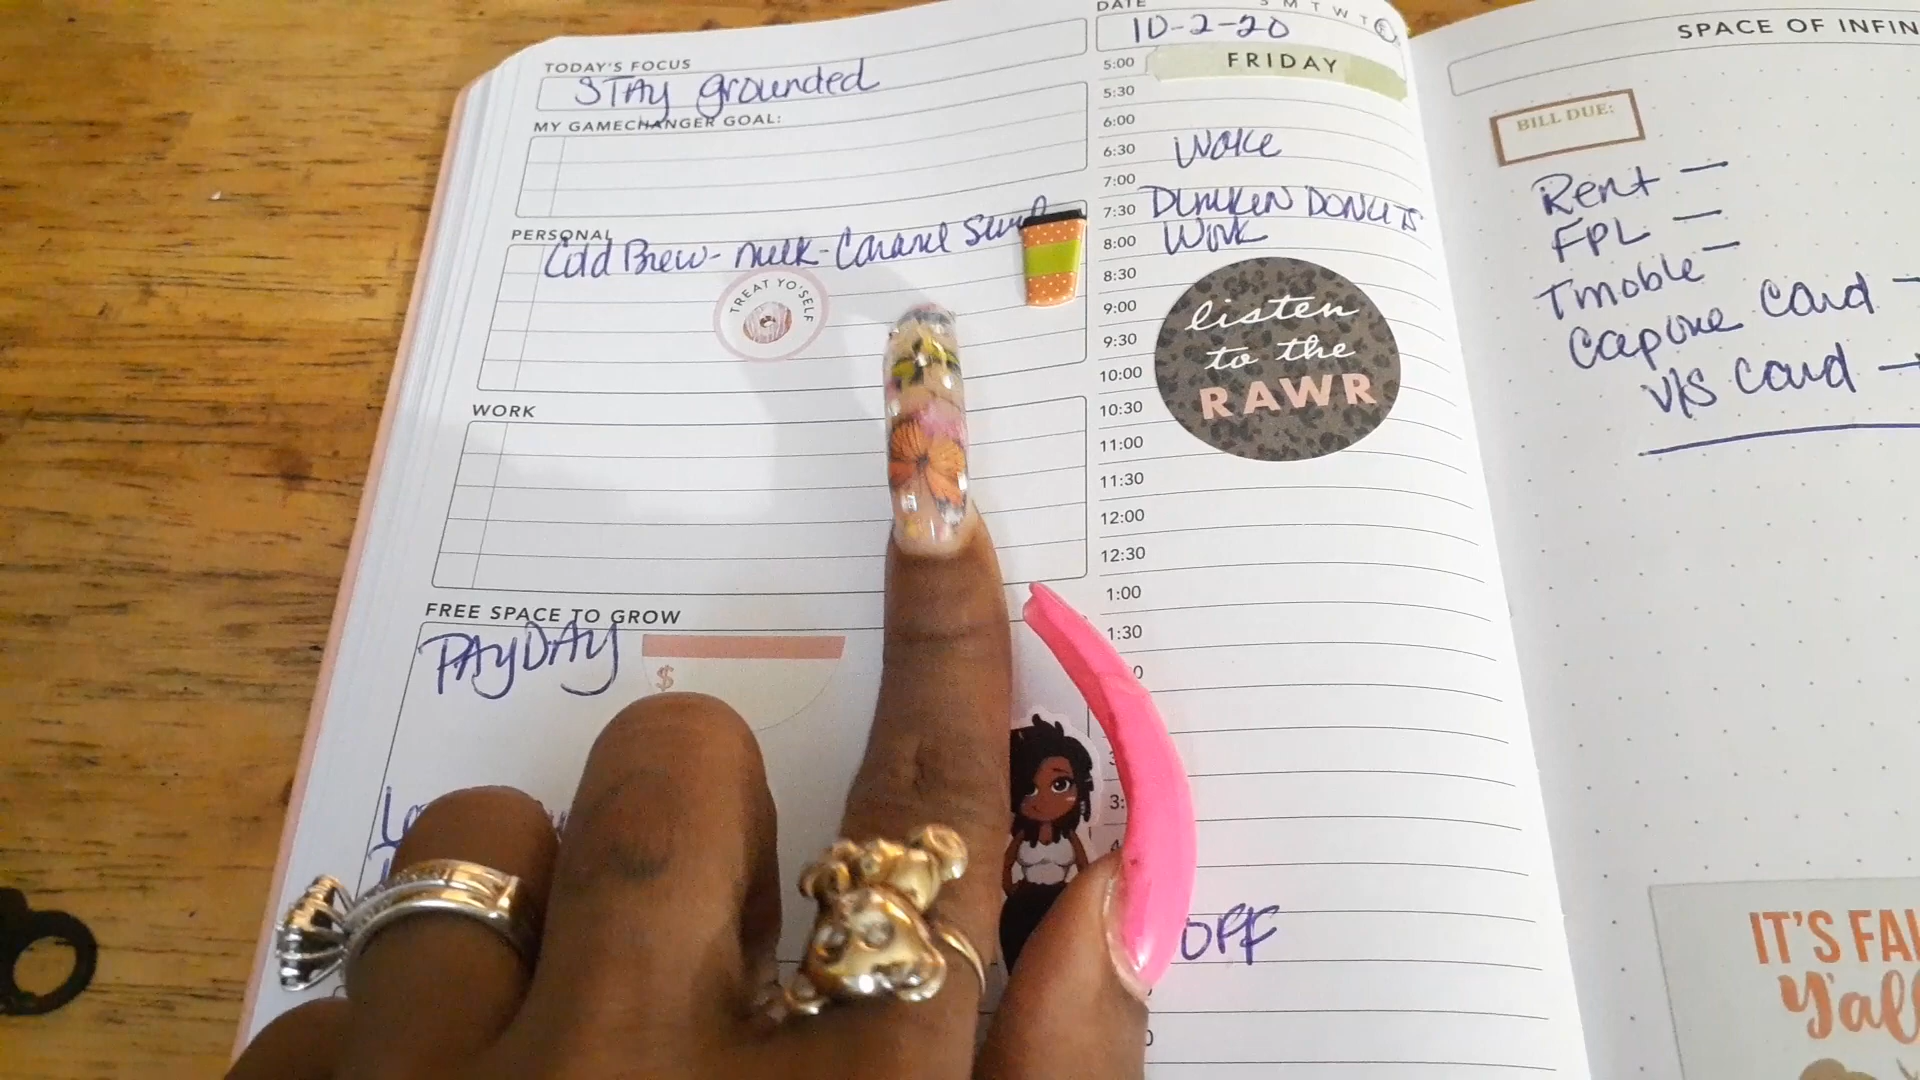 DATE
S M T W T F
10-2-20
TODAY'S FOCUS
STAy grounded
MY GAMECHANGER GOAL:
PERSONAL
Cold Brew- milk- Caramel Swirl
TREAT YO'SELF
WORK
FREE SPACE TO GROW
PAyDAy
$
5:00
FRIDAY
5:30
6:00
6:30 Woke
7:00
7:30 Dunken DONUTS
8:00 Work
8:30
9:00
9:30
10:00
10:30
11:00
11:30
12:00
12:30
1:00
1:30
listen
to the
RAWR
OFF
SPACE OF INFIN
BILL DUE:
Rent —
FPL —
Tmoble —
Capone Card -
V/S Card -
IT'S FAL
Y'all